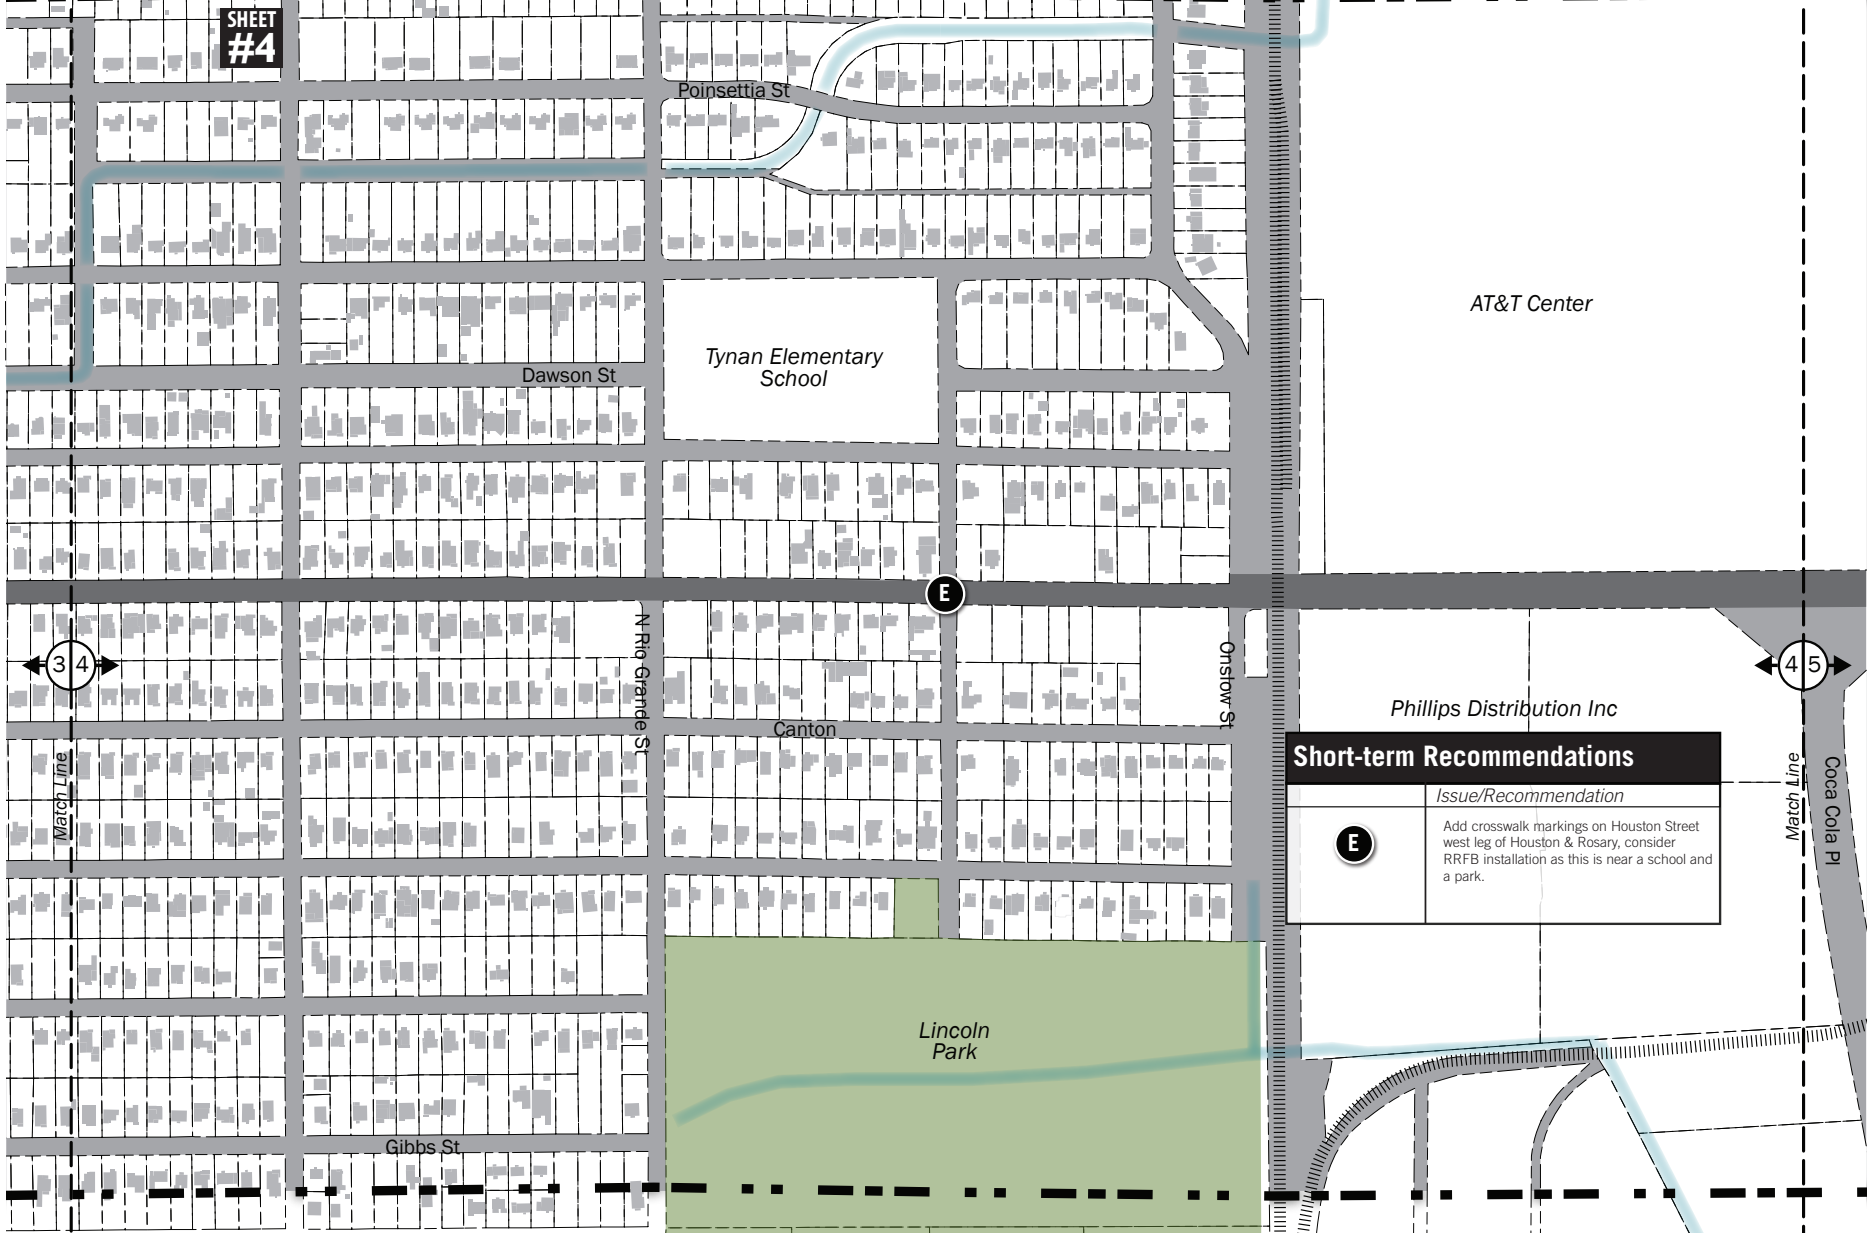 SHEET
#4
Poinsettia St
AT&T Center
Tynan Elementary
School
Dawson St
E
N Rio Grande St
Onslow St
3 4
4 5
Phillips Distribution Inc
Canton
Match Line
Match Line
Coca Cola Pl
Short-term Recommendations
Issue/Recommendation
E
Add crosswalk markings on Houston Street
west leg of Houston & Rosary, consider
RRFB installation as this is near a school and
a park.
Lincoln
Park
Gibbs St